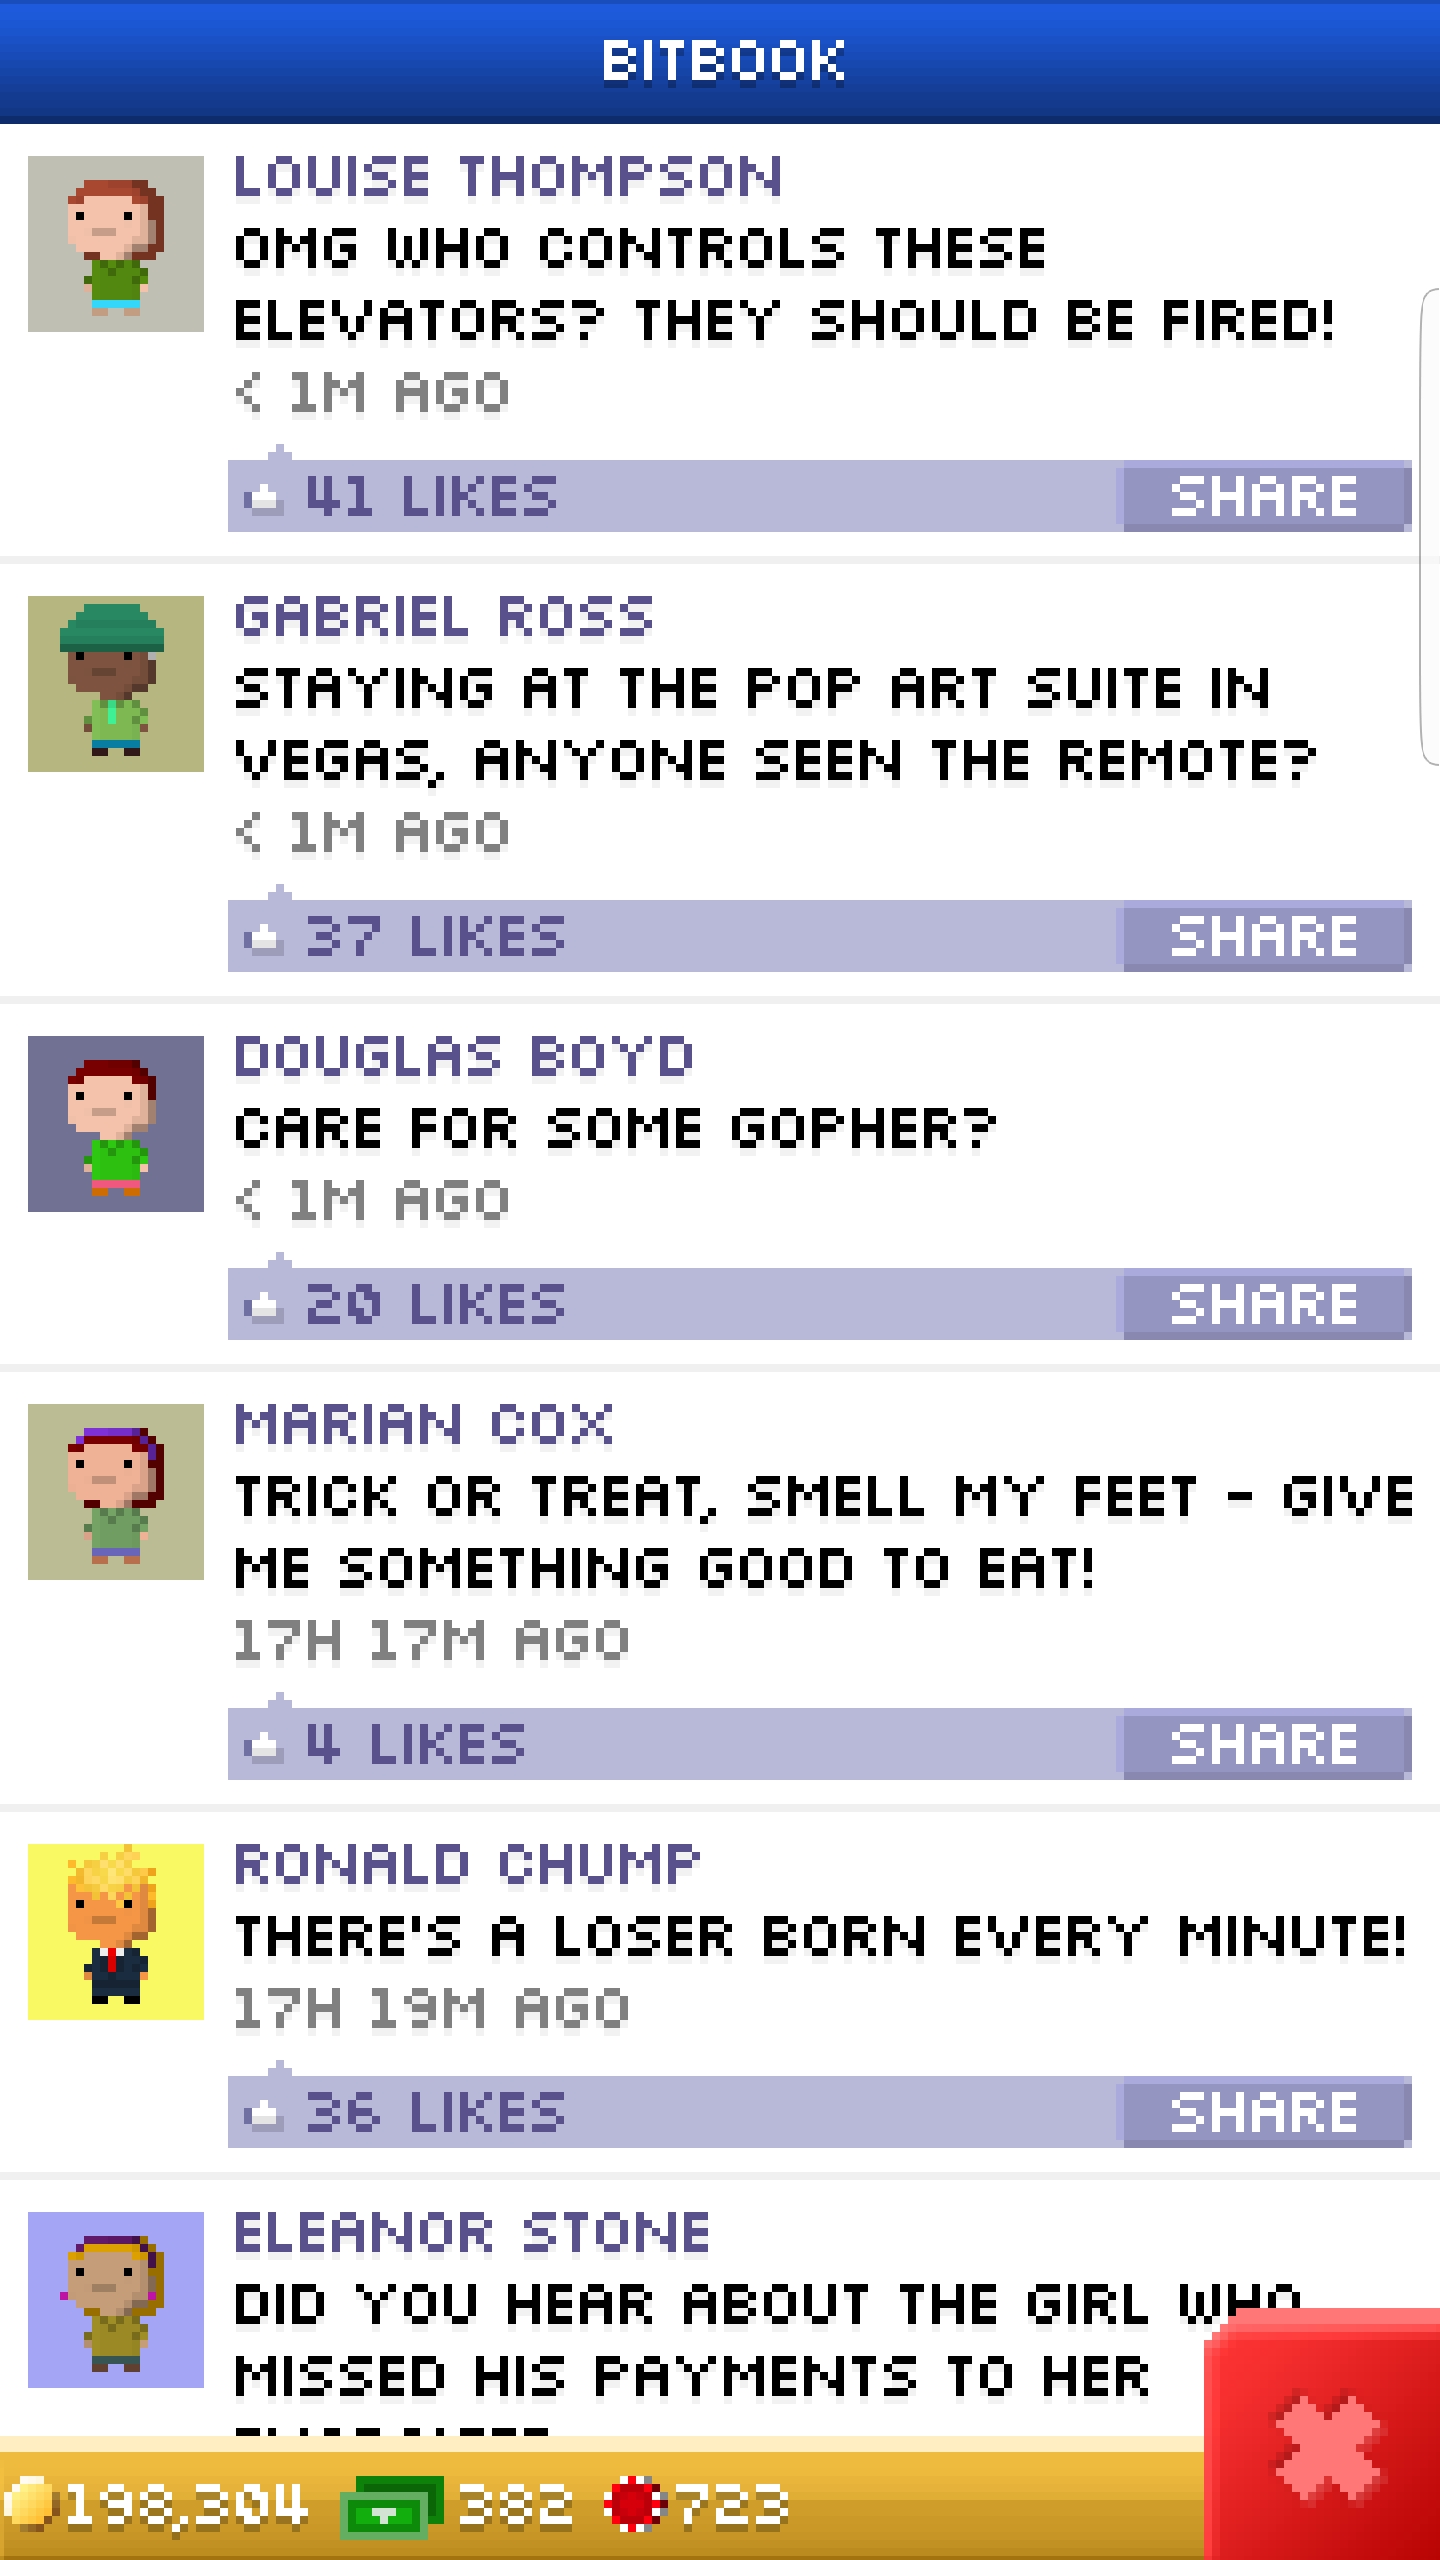 BITBOOK
LOUISE THOMPSON
OMG WHO CONTROLS THESE
ELEVATORS? THEY SHOULD BE FIRED!
< 1M AGO
41 LIKES SHARE
GABRIEL ROSS
STAYING AT THE POP ART SUITE IN
VEGAS, ANYONE SEEN THE REMOTE?
< 1M AGO
37 LIKES SHARE
DOUGLAS BOYD
CARE FOR SOME GOPHER?
< 1M AGO
20 LIKES SHARE
MARIAN COX
TRICK OR TREAT, SMELL MY FEET - GIVE
ME SOMETHING GOOD TO EAT!
17H 17M AGO
4 LIKES SHARE
RONALD CHUMP
THERE'S A LOSER BORN EVERY MINUTE!
17H 19M AGO
36 LIKES SHARE
ELEANOR STONE
DID YOU HEAR ABOUT THE GIRL WHO
MISSED HIS PAYMENTS TO HER
198,304 382 723